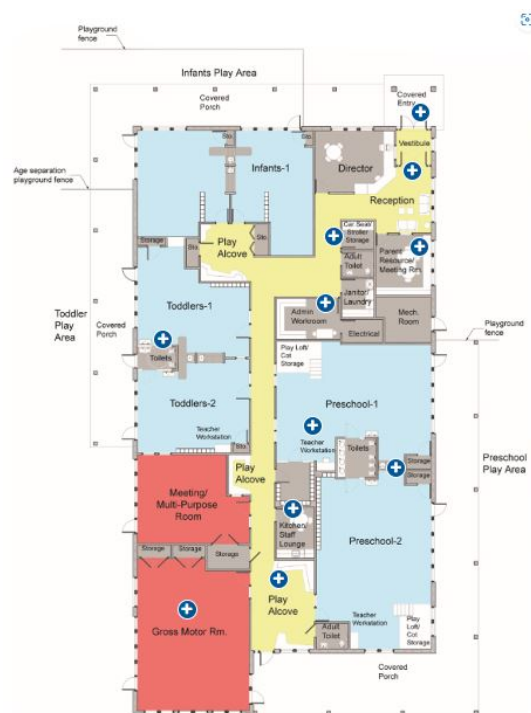 Playground
fence
Infants Play Area
Covered
Porch
Covered
Entry
Vestibule
Sto.
Sto.
Infants-1
Director
Age separation
playground fence
Reception
Car Seat/
Stroller
Storage
Storage
Sto.
Play
Alcove
Sto.
Adult
Toilet
Parent
Resource/
Meeting Rm.
Toddlers-1
Janitor/
Laundry
Toddler
Play
Area
Covered
Porch
Admin
Workroom
Mech.
Room
Electrical
Playground
fence
Toilets
Play Loft/
Cot
Storage
Toddlers-2
Preschool-1
Teacher
Workstation
Sto.
Teacher
Workstation
Toilets
Storage
Storage
Preschool
Play Area
Play
Alcove
Meeting/
Multi-Purpose
Room
Kitchen/
Staff
Lounge
Preschool-2
Storage
Storage
Storage
Play
Alcove
Gross Motor Rm.
Adult
Toilet
Teacher
Workstation
Play
Loft/
Cot
Storage
Covered
Porch